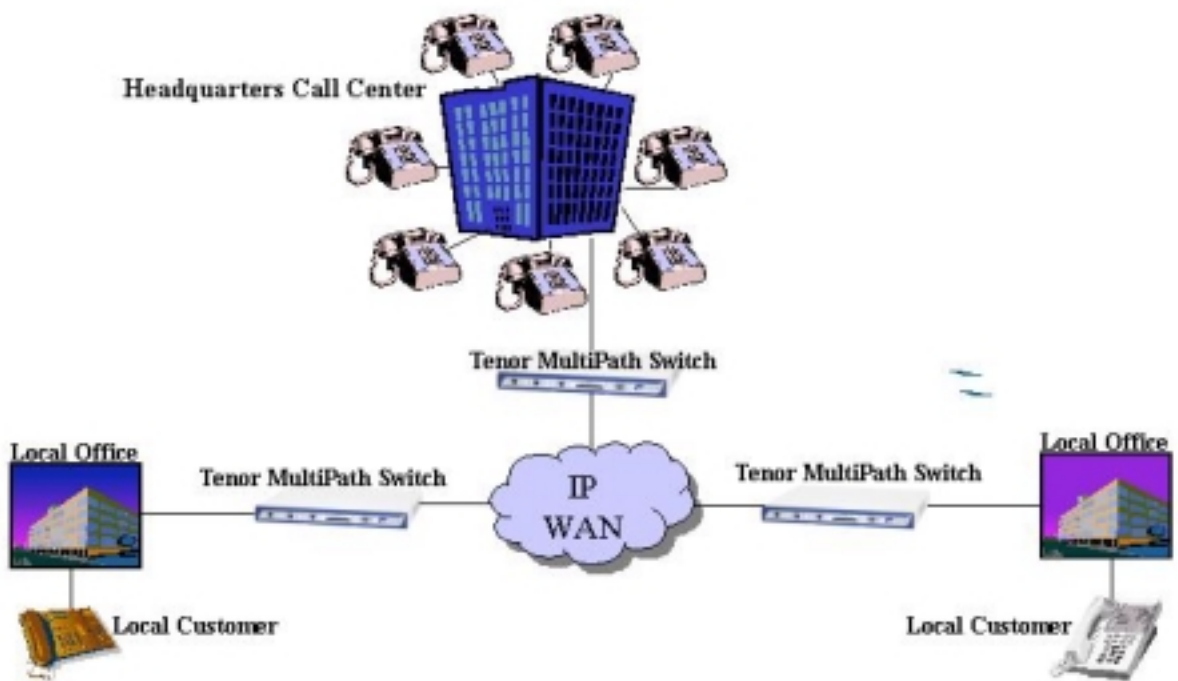 Headquarters Call Center
Tenor MultiPath Switch
Local Office
Tenor MultiPath Switch
IP
WAN
Tenor MultiPath Switch
Local Office
Local Customer
Local Customer